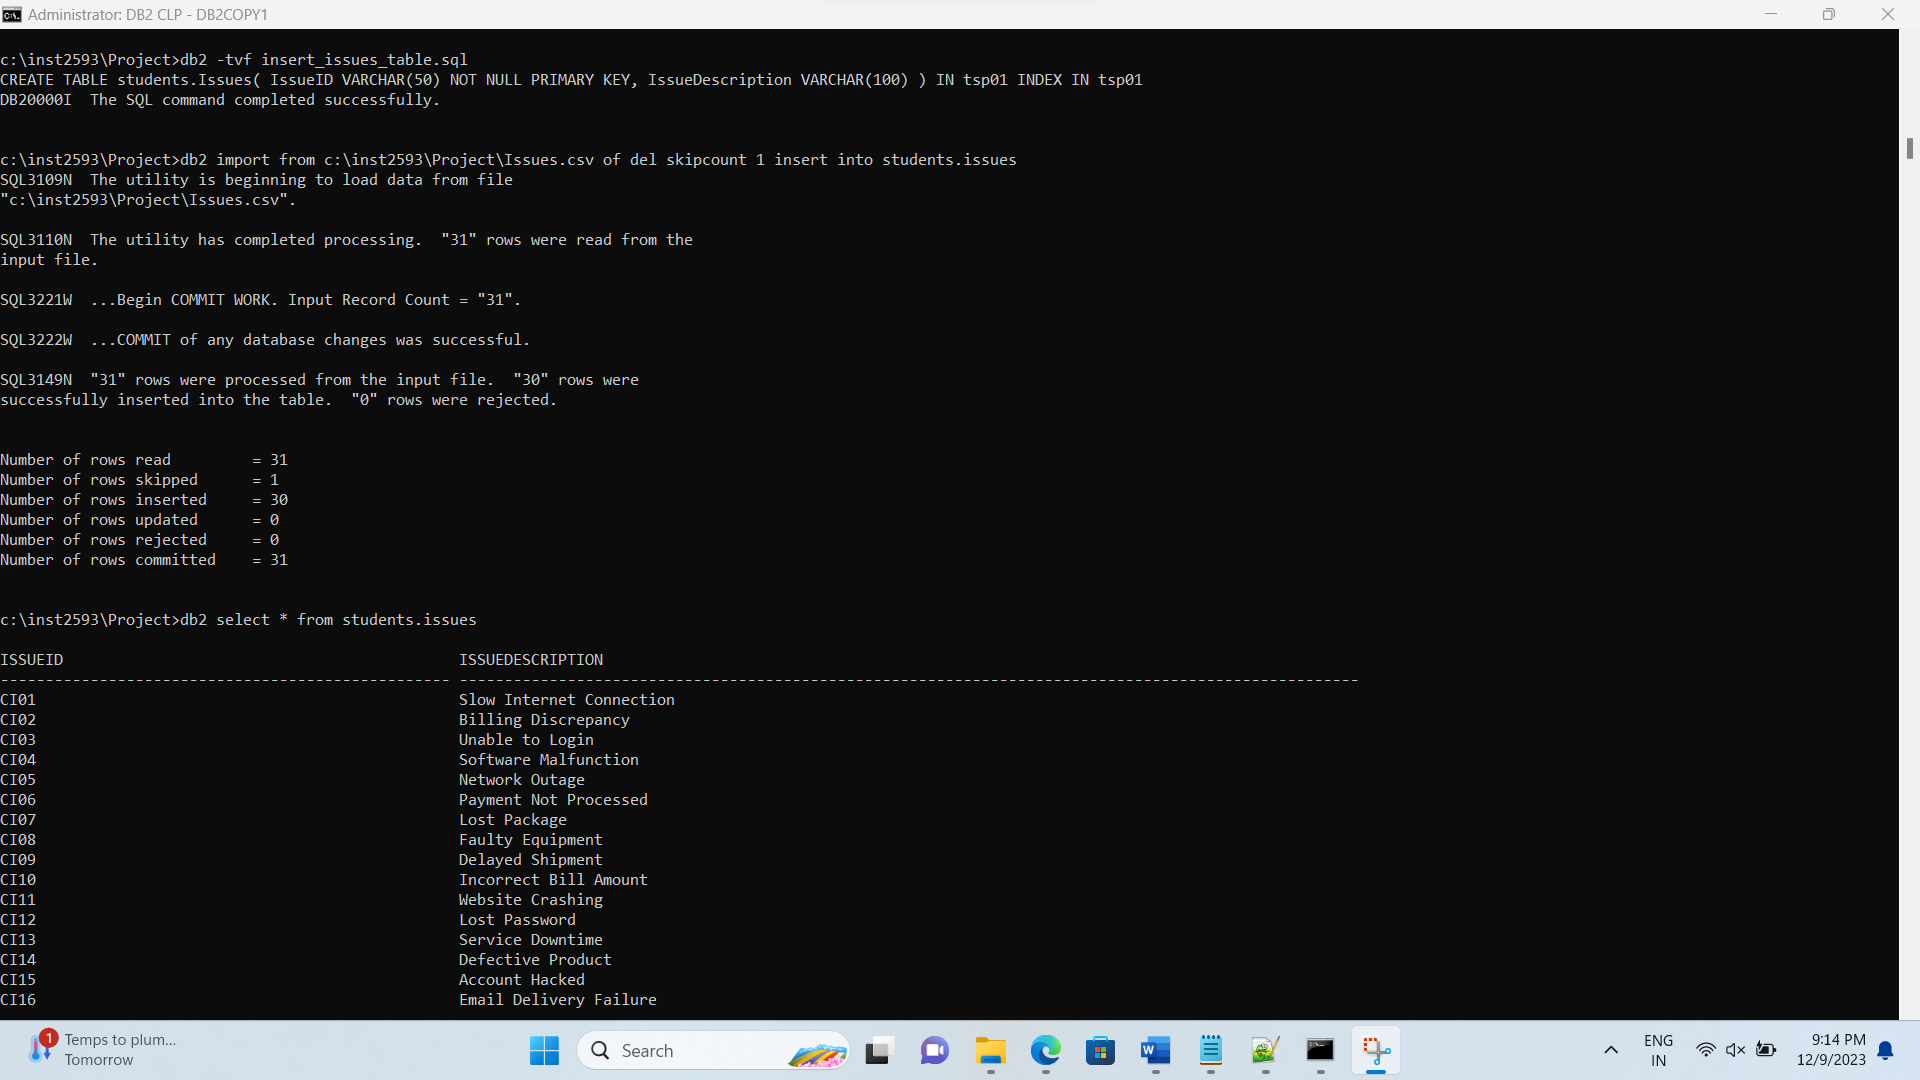 Administrator: DB2 CLP - DB2COPY1
c:\inst2593\Project>db2 -tvf insert_issues_table.sql
CREATE TABLE students.Issues( IssueID VARCHAR(50) NOT NULL PRIMARY KEY, IssueDescription VARCHAR(100) ) IN tsp01 INDEX IN tsp01
DB20000I  The SQL command completed successfully.
c:\inst2593\Project>db2 import from c:\inst2593\Project\Issues.csv of del skipcount 1 insert into students.issues
SQL3109N  The utility is beginning to load data from file
"c:\inst2593\Project\Issues.csv".
SQL3110N  The utility has completed processing.  "31" rows were read from the
input file.
SQL3221W  ...Begin COMMIT WORK. Input Record Count = "31".
SQL3222W  ...COMMIT of any database changes was successful.
SQL3149N  "31" rows were processed from the input file.  "30" rows were
successfully inserted into the table.  "0" rows were rejected.
Number of rows read         = 31
Number of rows skipped      = 1
Number of rows inserted     = 30
Number of rows updated      = 0
Number of rows rejected     = 0
Number of rows committed    = 31
c:\inst2593\Project>db2 select * from students.issues
ISSUEID ISSUEDESCRIPTION
-------------------------------------------------- ----------------------------------------------------------------------------------------------------
CI01 Slow Internet Connection
CI02 Billing Discrepancy
CI03 Unable to Login
CI04 Software Malfunction
CI05 Network Outage
CI06 Payment Not Processed
CI07 Lost Package
CI08 Faulty Equipment
CI09 Delayed Shipment
CI10 Incorrect Bill Amount
CI11 Website Crashing
CI12 Lost Password
CI13 Service Downtime
CI14 Defective Product
CI15 Account Hacked
CI16 Email Delivery Failure
1
Temps to plum...
Tomorrow
Search
ENG
IN
9:14 PM
12/9/2023